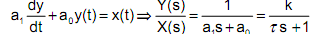 a₁ dy/dt + a₀y(t) = x(t) ⇒ Y(s)/X(s) = 1/(a₁s + a₀) = k/(τs + 1)